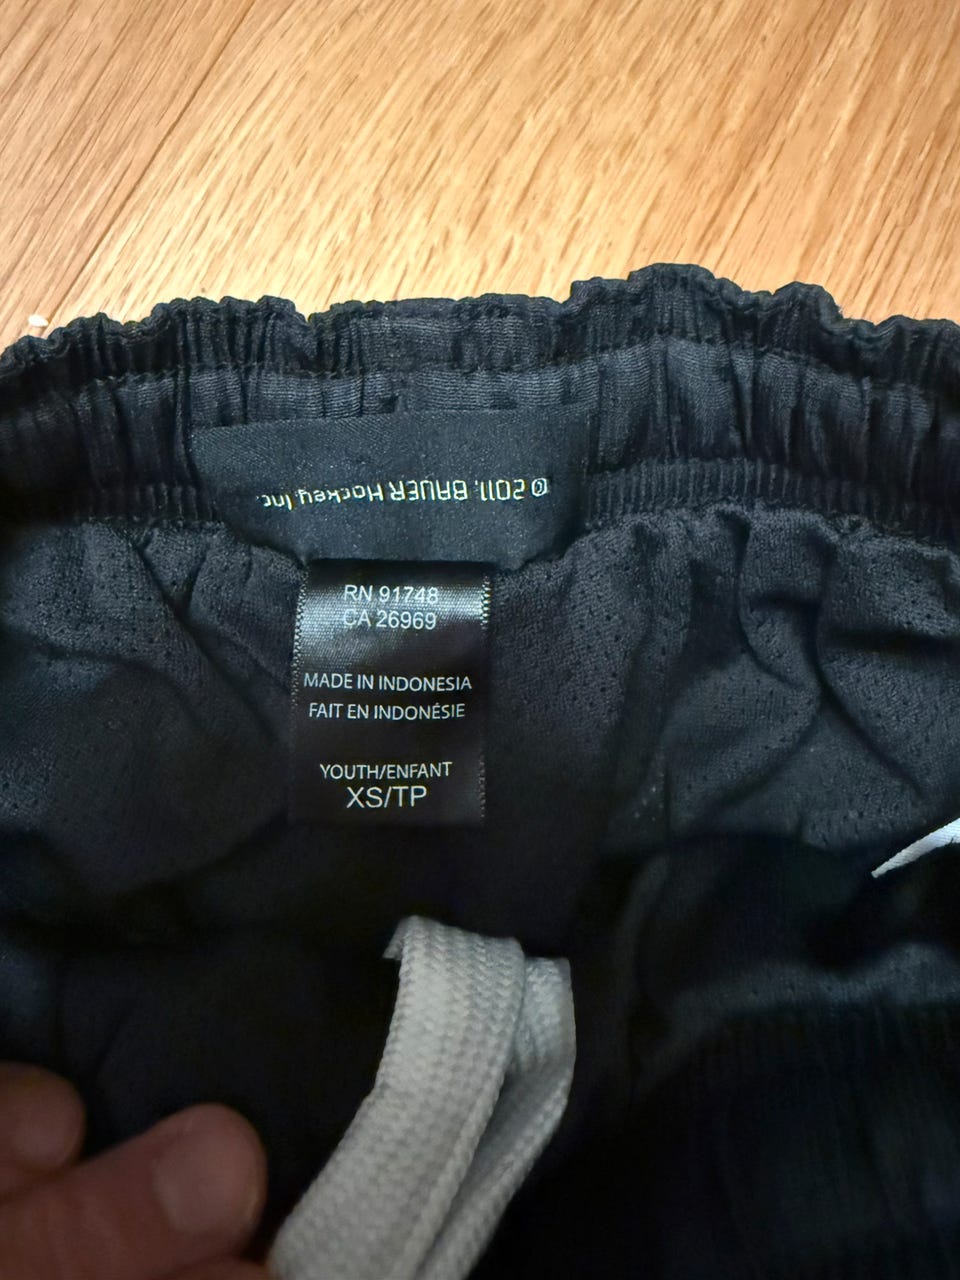 © 2011, BAUER Hockey, Inc.
RN 91748
CA 26969
MADE IN INDONESIA
FAIT EN INDONÉSIE
YOUTH/ENFANT
XS/TP